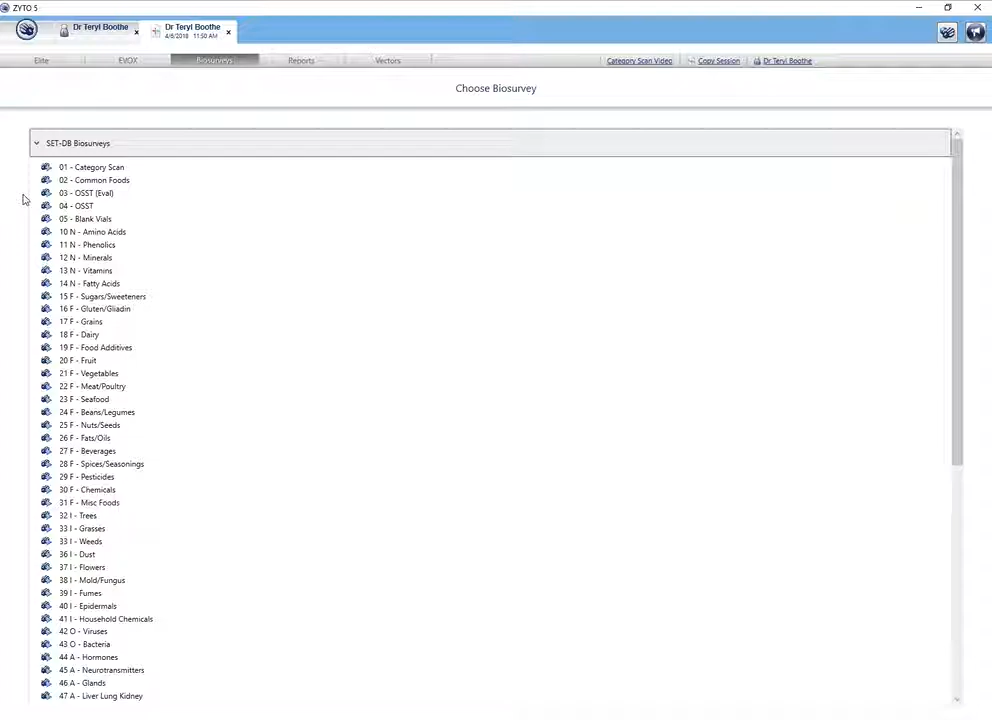 ZYTO 5
Dr Teryl Boothe
Dr Teryl Boothe
4/6/2018 11:50 AM
Elite EVOX Biosurveys Reports Vectors Category Scan Video Copy Session Dr Teryl Boothe
Choose Biosurvey
SET-DB Biosurveys
01 - Category Scan
02 - Common Foods
03 - OSST (Eval)
04 - OSST
05 - Blank Vials
10 N - Amino Acids
11 N - Phenolics
12 N - Minerals
13 N - Vitamins
14 N - Fatty Acids
15 F - Sugars/Sweeteners
16 F - Gluten/Gliadin
17 F - Grains
18 F - Dairy
19 F - Food Additives
20 F - Fruit
21 F - Vegetables
22 F - Meat/Poultry
23 F - Seafood
24 F - Beans/Legumes
25 F - Nuts/Seeds
26 F - Fats/Oils
27 F - Beverages
28 F - Spices/Seasonings
29 F - Pesticides
30 F - Chemicals
31 F - Misc Foods
32 I - Trees
33 I - Grasses
33 I - Weeds
36 I - Dust
37 I - Flowers
38 I - Mold/Fungus
39 I - Fumes
40 I - Epidermals
41 I - Household Chemicals
42 O - Viruses
43 O - Bacteria
44 A - Hormones
45 A - Neurotransmitters
46 A - Glands
47 A - Liver Lung Kidney